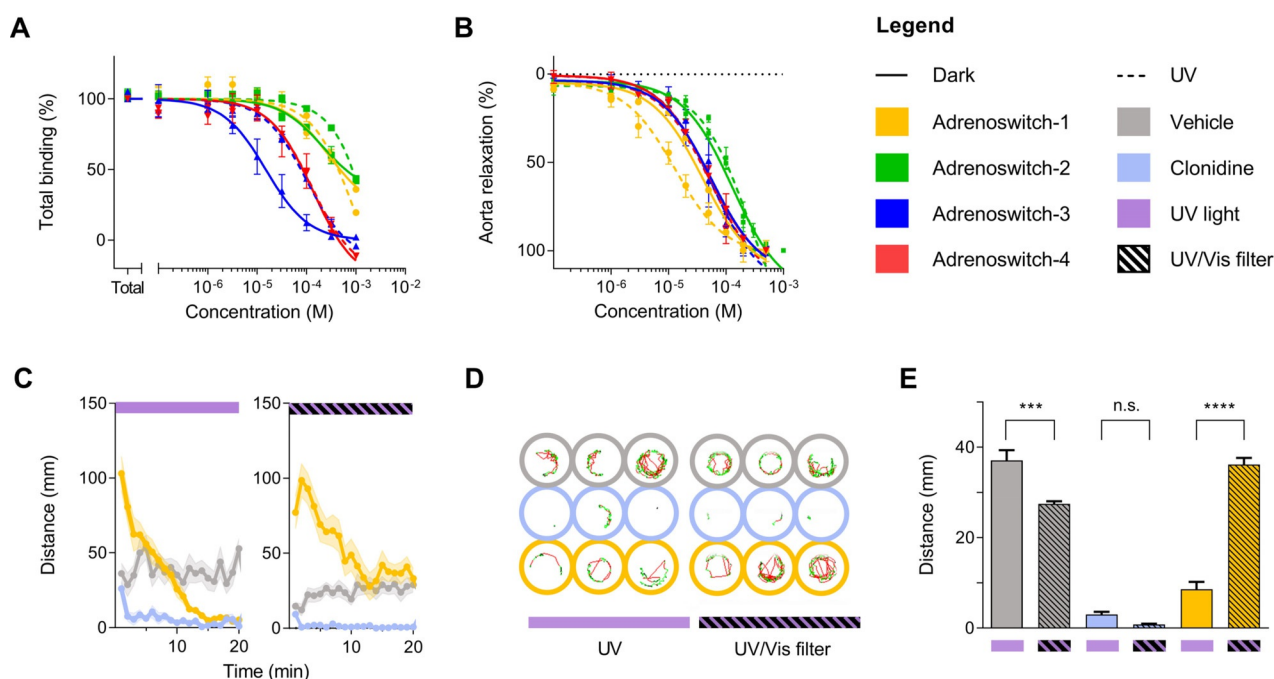 A
Total binding (%)
100
50
0
Total
10-6
10-5
10-4
10-3
10-2
Concentration (M)
B
Aorta relaxation (%)
0
50
100
10-6
10-5
10-4
10-3
Concentration (M)
Legend
Dark
UV
Adrenoswitch-1
Vehicle
Adrenoswitch-2
Clonidine
Adrenoswitch-3
UV light
Adrenoswitch-4
UV/Vis filter
C
Distance (mm)
150
100
50
0
10
20
150
100
50
0
10
20
Time (min)
D
UV
UV/Vis filter
E
Distance (mm)
40
20
0
***
n.s.
****